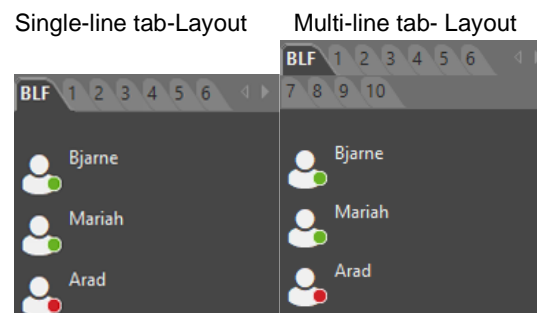 Single-line tab-Layout
BLF 1 2 3 4 5 6
Bjarne
Mariah
Arad
Multi-line tab- Layout
BLF 1 2 3 4 5 6
7 8 9 10
Bjarne
Mariah
Arad